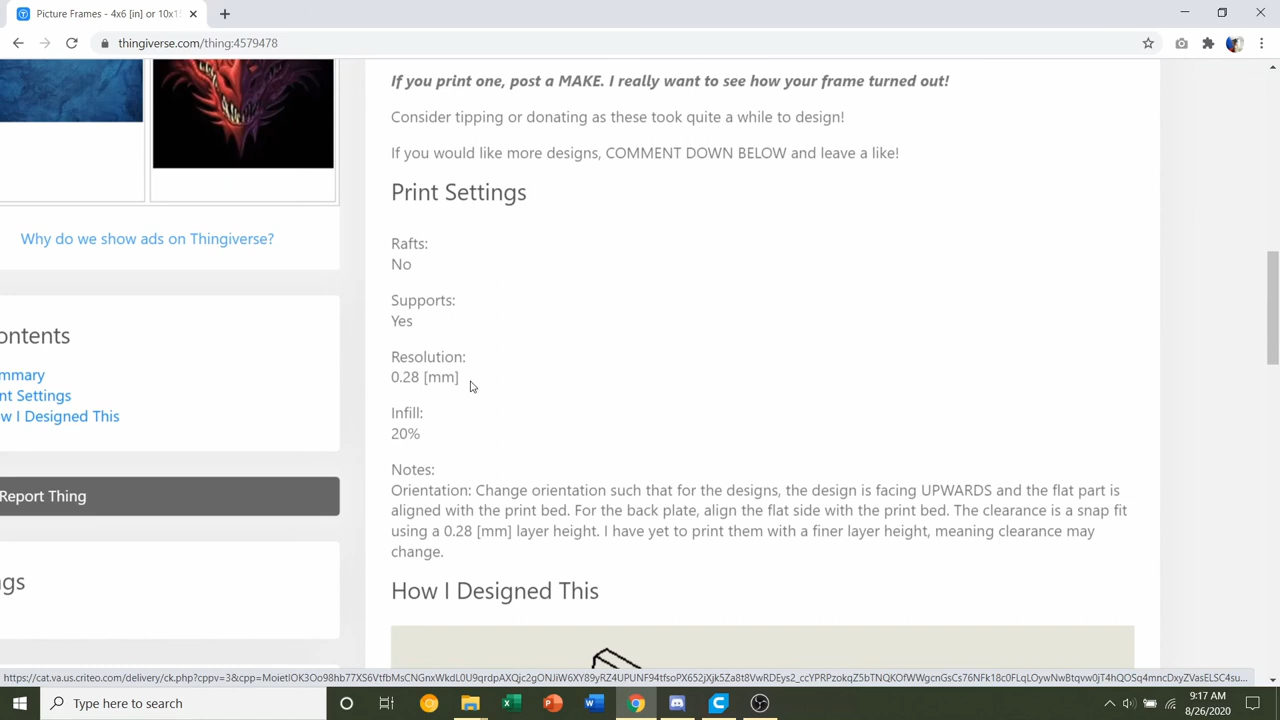 Picture Frames - 4x6 [in] or 10x15
thingiverse.com/thing:4579478
If you print one, post a MAKE. I really want to see how your frame turned out!
Consider tipping or donating as these took quite a while to design!
If you would like more designs, COMMENT DOWN BELOW and leave a like!
Print Settings
Why do we show ads on Thingiverse?
Rafts:
No
Supports:
Yes
ontents
Resolution:
mmary
0.28 [mm]
nt Settings
w I Designed This
Infill:
20%
Notes:
Report Thing
Orientation: Change orientation such that for the designs, the design is facing UPWARDS and the flat part is
aligned with the print bed. For the back plate, align the flat side with the print bed. The clearance is a snap fit
using a 0.28 [mm] layer height. I have yet to print them with a finer layer height, meaning clearance may
change.
gs
How I Designed This
Type here to search
9:17 AM
8/26/2020